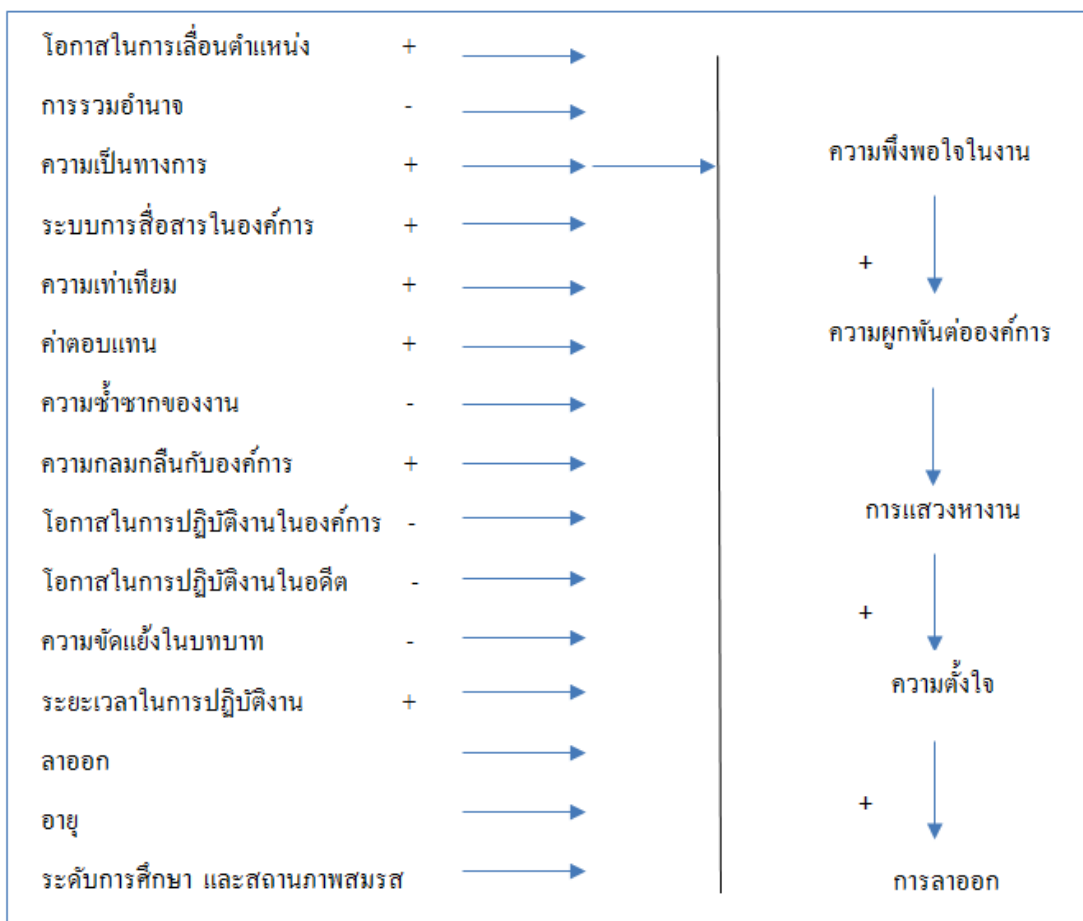 โอกาสในการเลื่อนตำแหน่ง +
การรวมอำนาจ -
ความเป็นทางการ +
ระบบการสื่อสารในองค์การ +
ความเท่าเทียม +
ค่าตอบแทน +
ความซ้ำซากของงาน -
ความกลมกลืนกับองค์การ +
โอกาสในการปฏิบัติงานในองค์การ -
โอกาสในการปฏิบัติงานในอดีต -
ความขัดแย้งในบทบาท -
ระยะเวลาในการปฏิบัติงาน +
ลาออก
อายุ
ระดับการศึกษา และสถานภาพสมรส
ความพึงพอใจในงาน
+
ความผูกพันต่อองค์การ
การแสวงหางาน
+
ความตั้งใจ
+
การลาออก